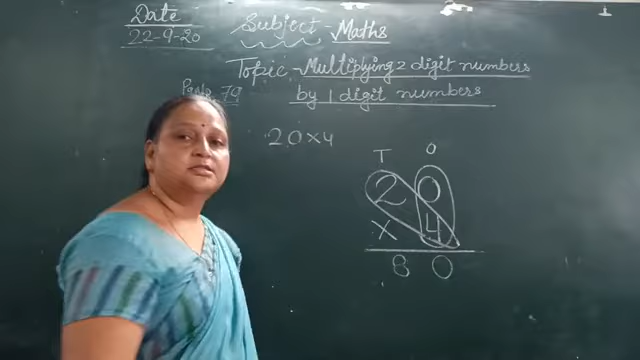 Date
22-9-20
Subject - Maths
Topic - Multiplying 2 digit numbers
by 1 digit numbers
Page 79
20×4
T O
2 0
× 4
8 0